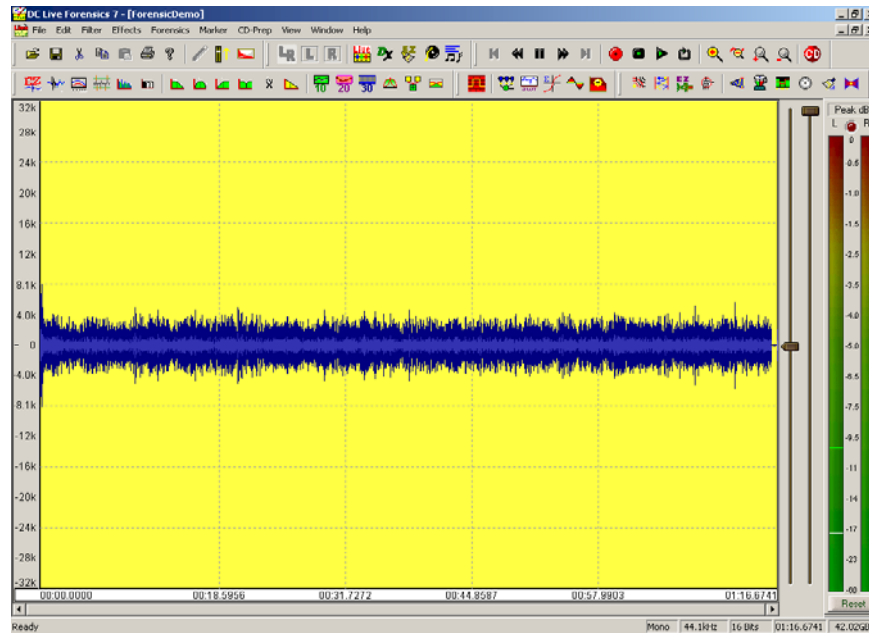 DC Live Forensics 7 - [ForensicDemo]
File Edit Filter Effects Forensics Marker CD-Prep View Window Help
Peak dB
L R
32k
28k
24k
20k
16k
12k
8.1k
4.0k
- 0
-4.0k
-8.1k
-12k
-16k
-20k
-24k
-28k
-32k
0
-0.5
-1.0
-1.5
-2.5
-3.5
-4.0
-5.0
-6.5
-7.5
-9.5
-11
-14
-17
-23
-60
00:00.0000 00:18.5956 00:31.7272 00:44.8587 00:57.9903 01:16.6741
Reset
Ready Mono 44.1kHz 16 Bits 01:16.6741 42.02GB